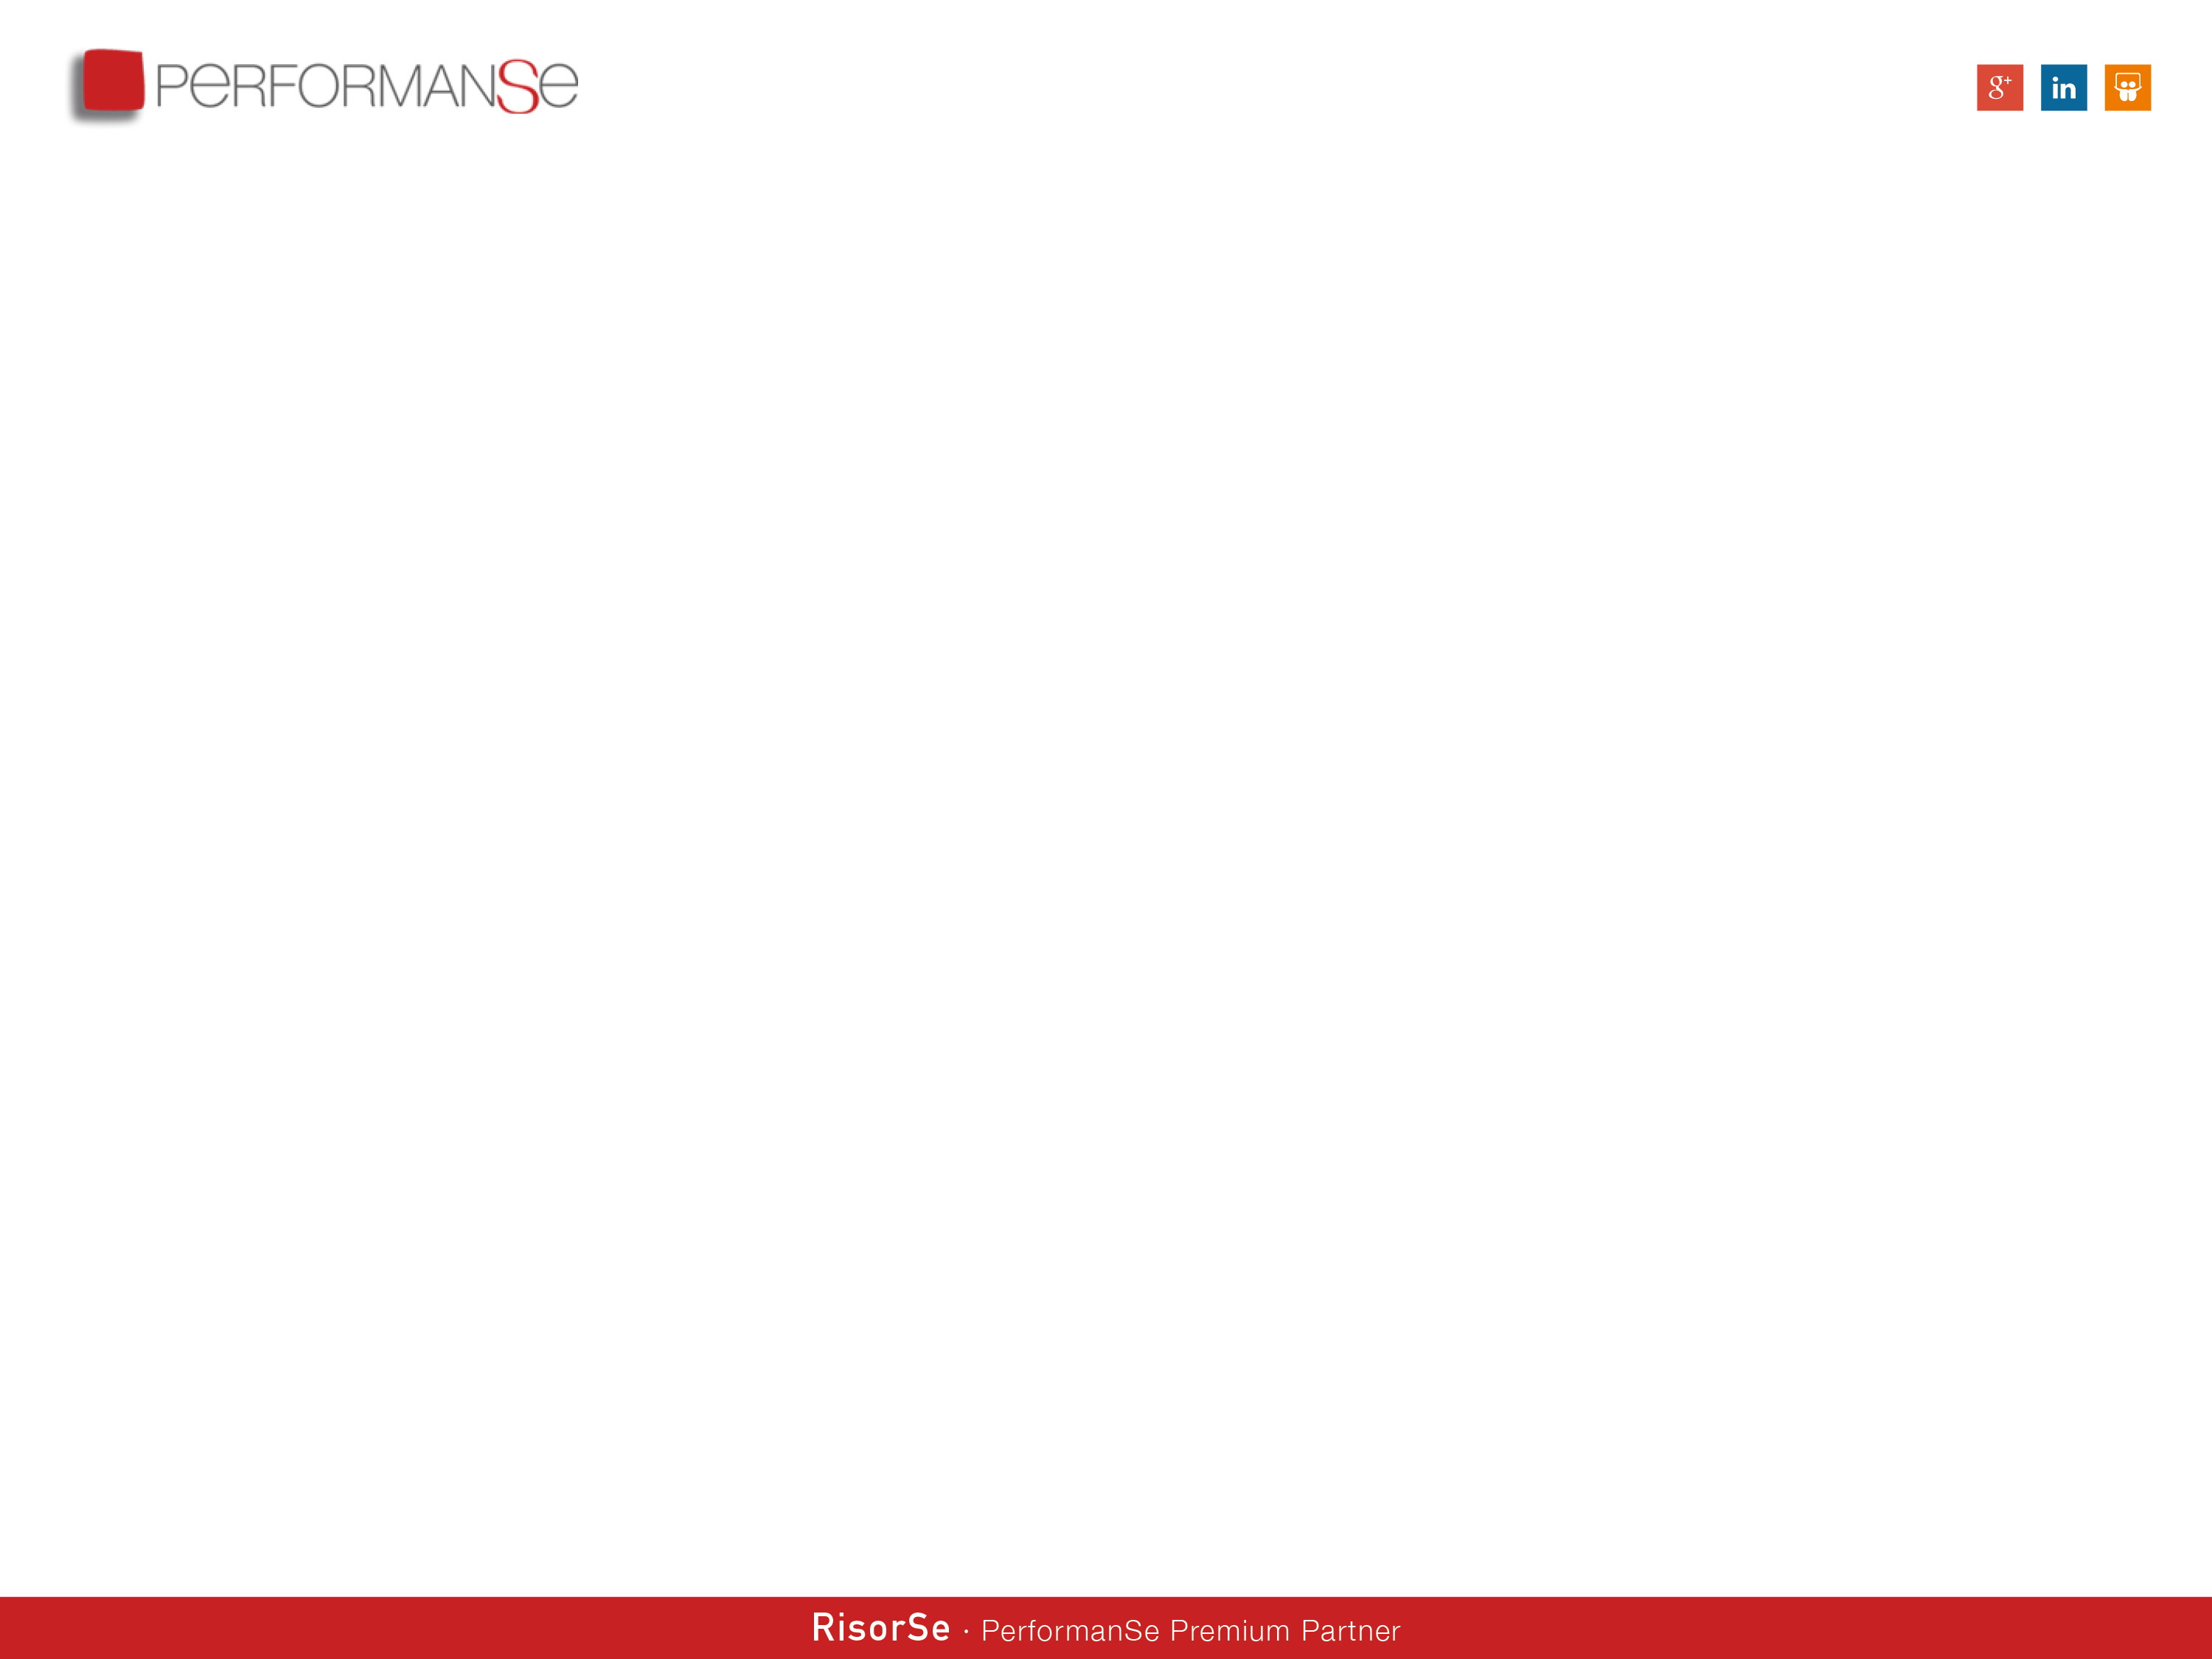 PeRFORMANSe
g+ in
RisorSe · PerformanSe Premium Partner